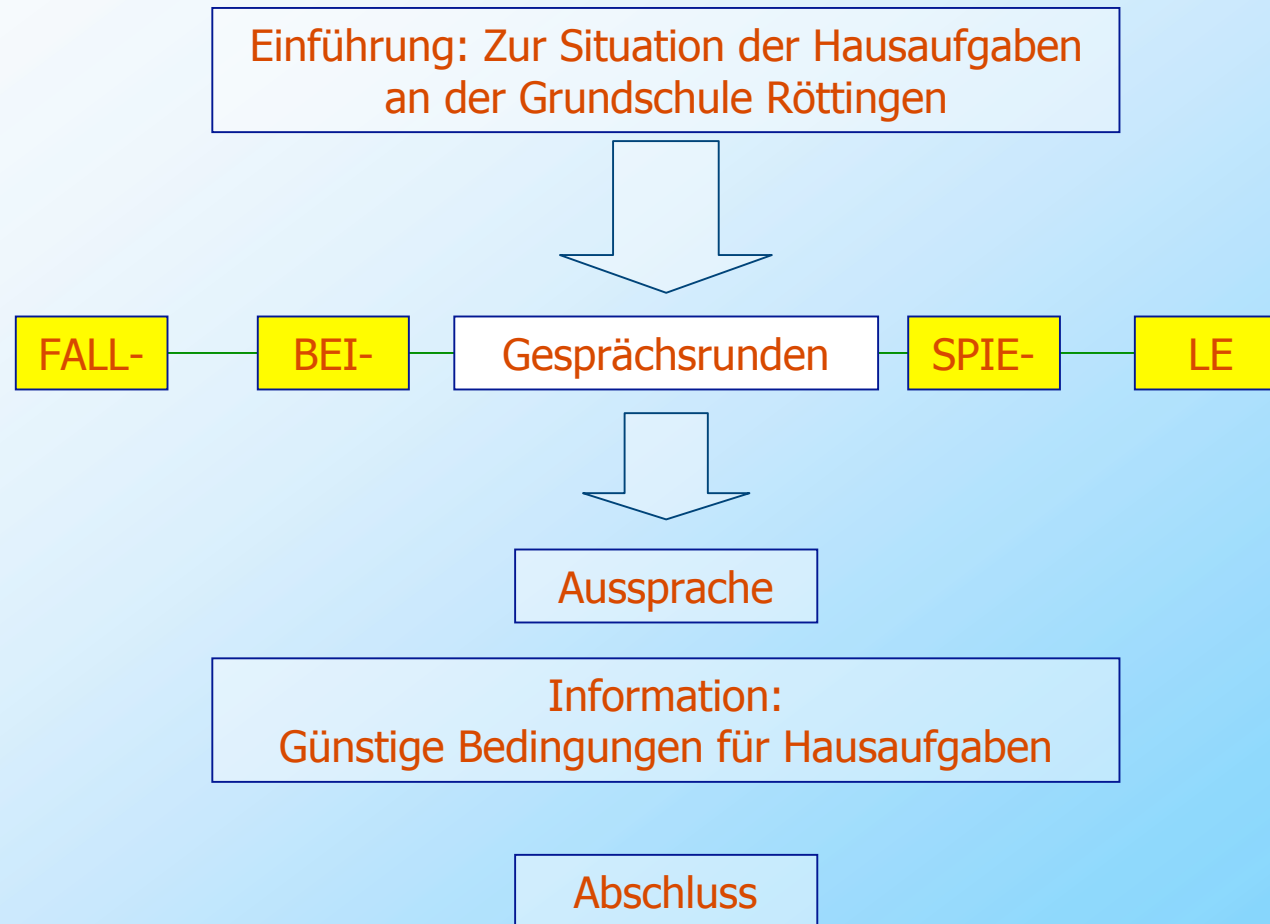 Einführung: Zur Situation der Hausaufgaben
an der Grundschule Röttingen
FALL- BEI- Gesprächsrunden SPIE- LE
Aussprache
Information:
Günstige Bedingungen für Hausaufgaben
Abschluss